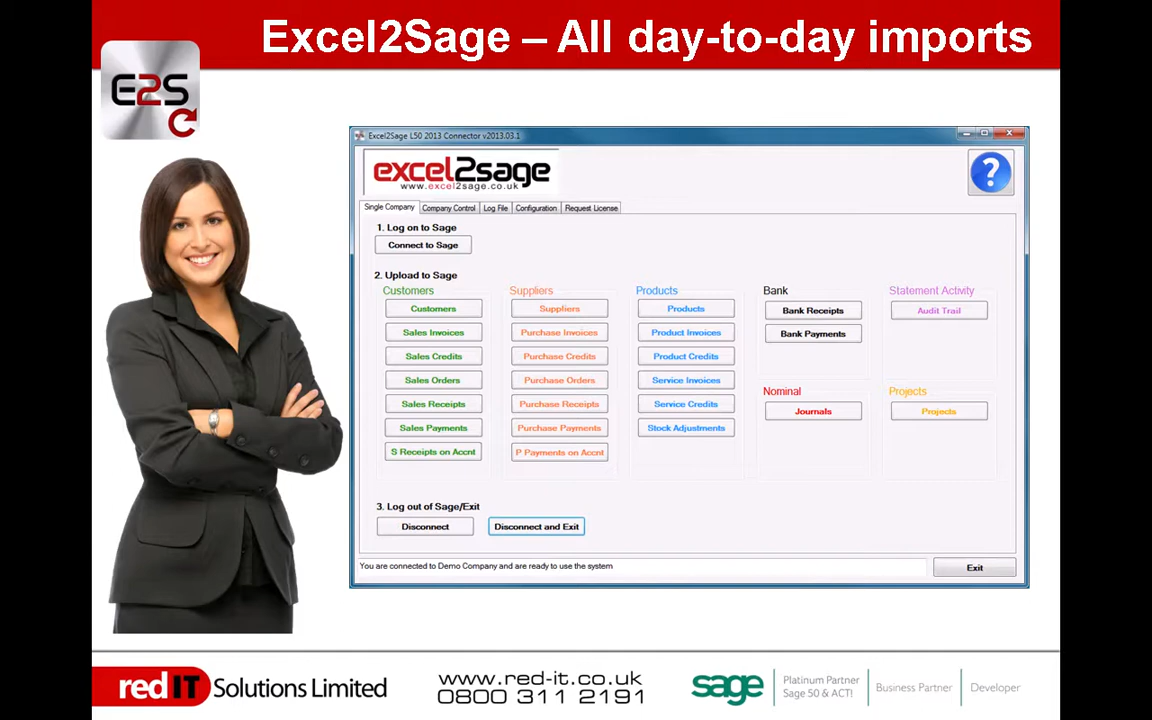 Excel2Sage – All day-to-day imports
E2S
Excel2Sage L50 2013 Connector v2013.03.1
excel2sage
www.excel2sage.co.uk
?
Single Company
Company Control
Log File
Configuration
Request License
1. Log on to Sage
Connect to Sage
2. Upload to Sage
Customers
Customers
Sales Invoices
Sales Credits
Sales Orders
Sales Receipts
Sales Payments
S Receipts on Accnt
Suppliers
Suppliers
Purchase Invoices
Purchase Credits
Purchase Orders
Purchase Receipts
Purchase Payments
P Payments on Accnt
Products
Products
Product Invoices
Product Credits
Service Invoices
Service Credits
Stock Adjustments
Bank
Bank Receipts
Bank Payments
Nominal
Journals
Statement Activity
Audit Trail
Projects
Projects
3. Log out of Sage/Exit
Disconnect
Disconnect and Exit
You are connected to Demo Company and are ready to use the system
Exit
red IT Solutions Limited
www.red-it.co.uk
0800 311 2191
sage
Platinum Partner
Sage 50 & ACT!
Business Partner
Developer